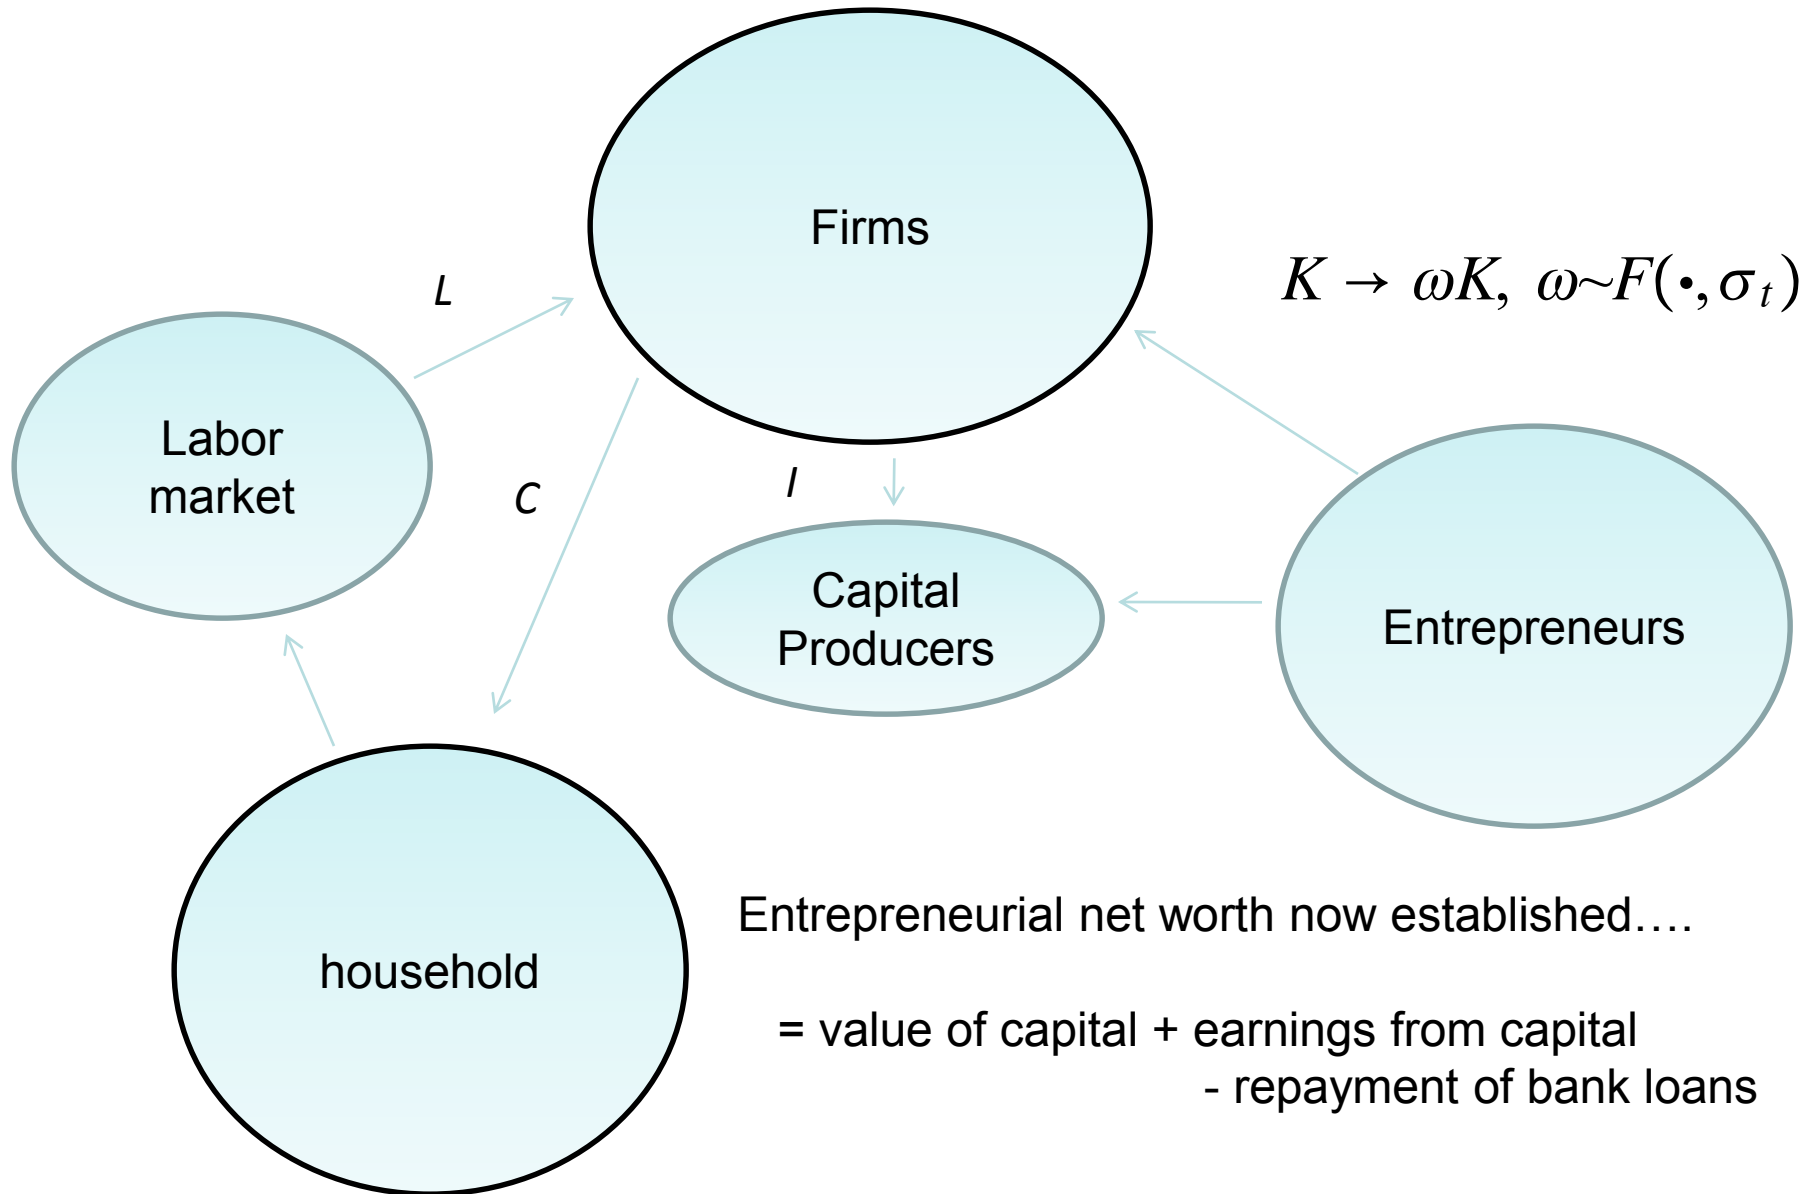 Firms
K → ωK, ω~F(•,σ_t)
L
Labor
market
C
I
Capital
Producers
Entrepreneurs
household
Entrepreneurial net worth now established….
= value of capital + earnings from capital
- repayment of bank loans